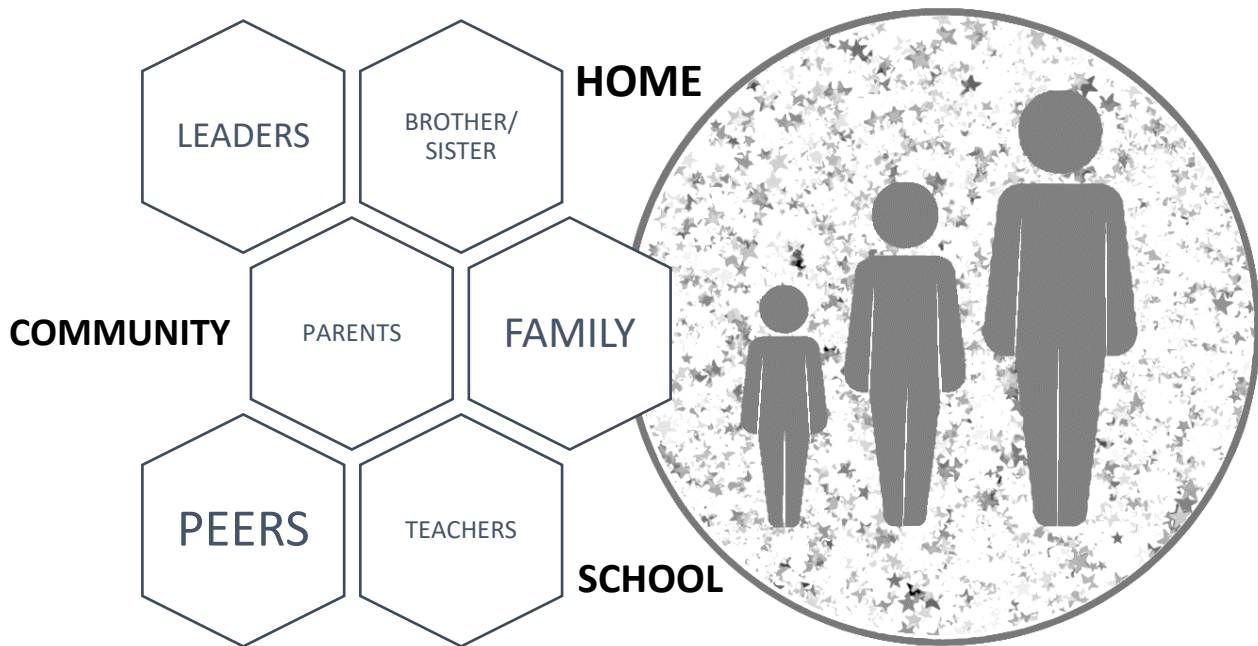 HOME
LEADERS
BROTHER/
SISTER
COMMUNITY
PARENTS
FAMILY
PEERS
TEACHERS
SCHOOL